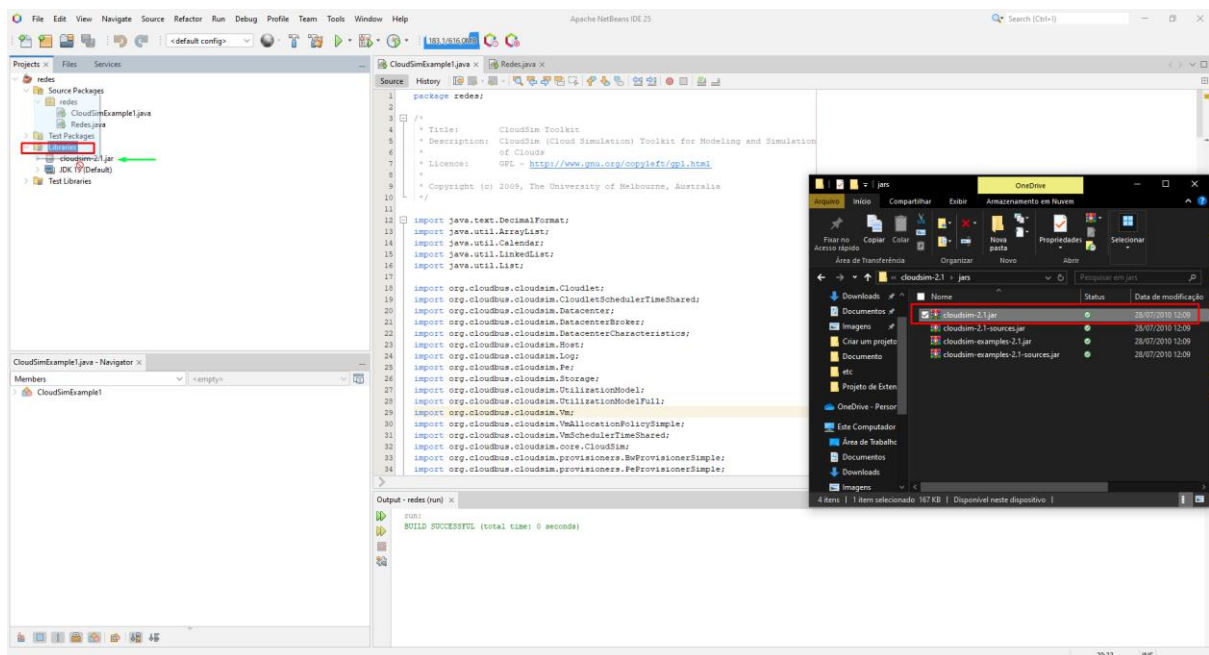 File Edit View Navigate Source Refactor Run Debug Profile Team Tools Window Help
Apache NetBeans IDE 25
Search (Ctrl+I)
<default config>
Projects Files Services
redes
Source Packages
redes
CloudSimExample1.java
Redes.java
Test Packages
Libraries
cloudsim-2.1.jar
JDK 19 (Default)
Test Libraries
CloudSimExample1.java - Navigator
Members <empty>
CloudSimExample1
CloudSimExample1.java Redes.java
Source History
1 package redes;
2
3 /*
4 * Title: CloudSim Toolkit
5 * Description: CloudSim (Cloud Simulation) Toolkit for Modeling and Simulation
6 * of Clouds
7 * Licence: GPL - http://www.gnu.org/copyleft/gpl.html
8 *
9 * Copyright (c) 2009, The University of Melbourne, Australia
10 */
11
12 import java.text.DecimalFormat;
13 import java.util.ArrayList;
14 import java.util.Calendar;
15 import java.util.LinkedList;
16 import java.util.List;
17
18 import org.cloudbus.cloudsim.Cloudlet;
19 import org.cloudbus.cloudsim.CloudletSchedulerTimeShared;
20 import org.cloudbus.cloudsim.Datacenter;
21 import org.cloudbus.cloudsim.DatacenterBroker;
22 import org.cloudbus.cloudsim.DatacenterCharacteristics;
23 import org.cloudbus.cloudsim.Host;
24 import org.cloudbus.cloudsim.Log;
25 import org.cloudbus.cloudsim.Pe;
26 import org.cloudbus.cloudsim.Storage;
27 import org.cloudbus.cloudsim.UtilizationModel;
28 import org.cloudbus.cloudsim.UtilizationModelFull;
29 import org.cloudbus.cloudsim.Vm;
30 import org.cloudbus.cloudsim.VmAllocationPolicySimple;
31 import org.cloudbus.cloudsim.VmSchedulerTimeShared;
32 import org.cloudbus.cloudsim.core.CloudSim;
33 import org.cloudbus.cloudsim.provisioners.BwProvisionerSimple;
34 import org.cloudbus.cloudsim.provisioners.PeProvisionerSimple;
Output - redes (run)
run:
BUILD SUCCESSFUL (total time: 0 seconds)
jars OneDrive
Arquivo Início Compartilhar Exibir Armazenamento em Nuvem
Fixar no Acesso rápido
Copiar Colar
Nova pasta
Propriedades
Selecionar
Área de Transferência Organizar Novo Abrir
cloudsim-2.1 jars
Pesquisar em jars
Downloads
Documentos
Imagens
Criar um projeto
Documento
etc
Projeto de Exten
OneDrive - Person
Este Computador
Área de Trabalho
Documentos
Downloads
Imagens
Nome Status Data de modificação
cloudsim-2.1.jar 28/07/2010 12:09
cloudsim-2.1-sources.jar 28/07/2010 12:09
cloudsim-examples-2.1.jar 28/07/2010 12:09
cloudsim-examples-2.1-sources.jar 28/07/2010 12:09
4 itens 1 item selecionado 167 KB Disponível neste dispositivo